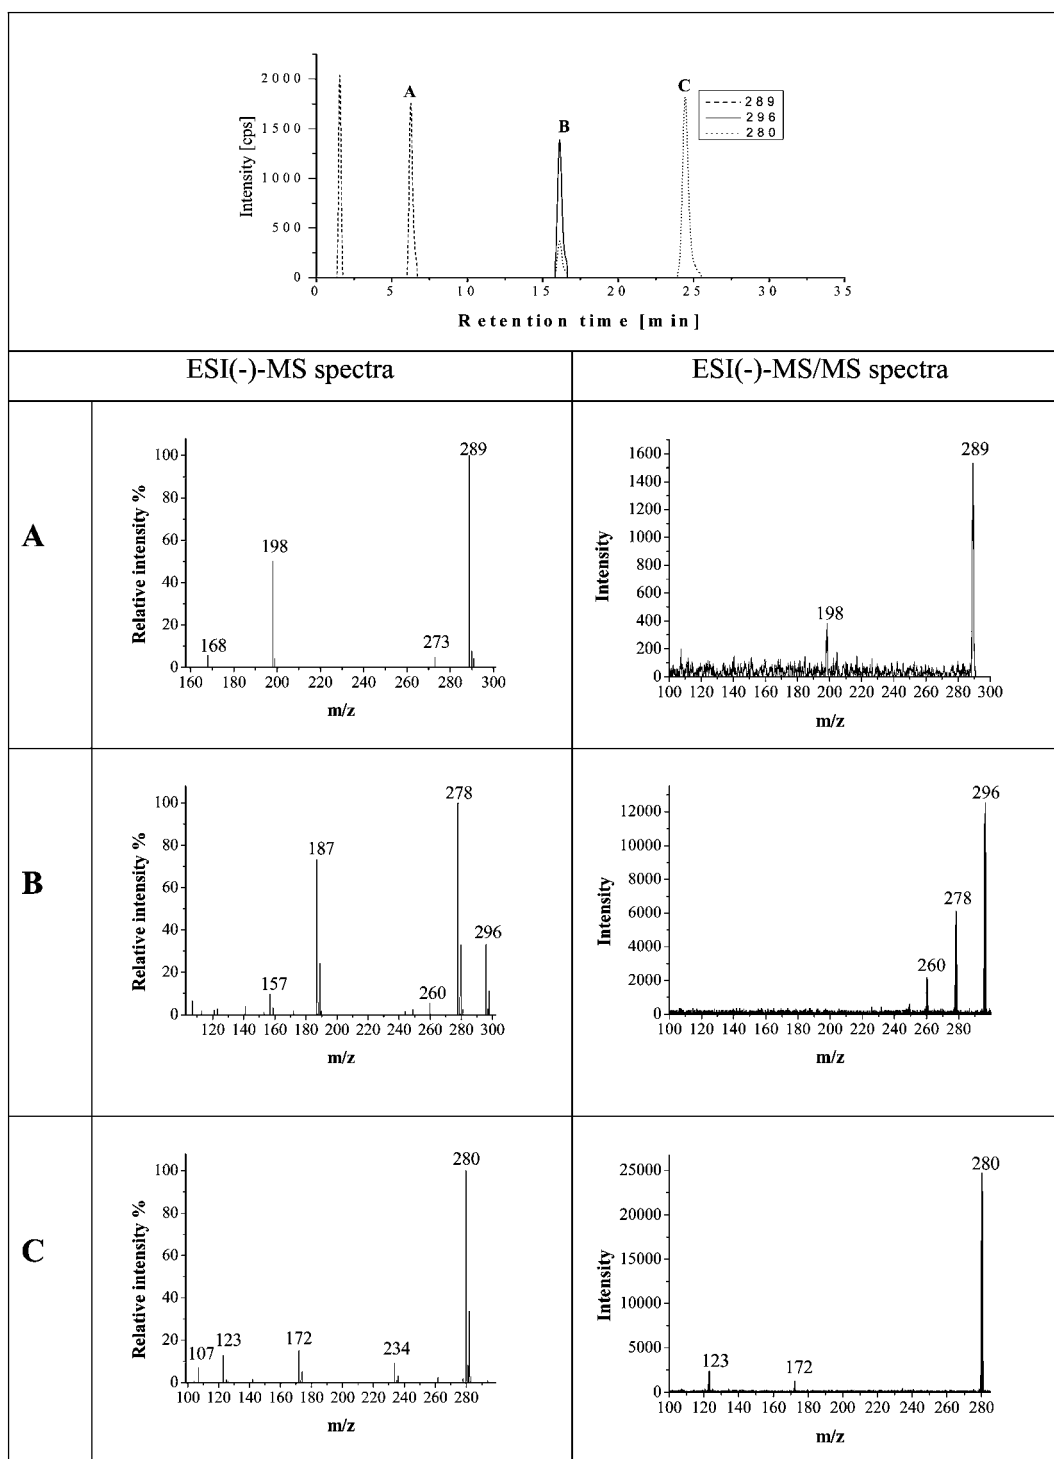 2000
1500
1000
500
0
Intensity [cps]
A
B
C
289
296
280
0 5 10 15 20 25 30 35
Retention time [min]
ESI(-)-MS spectra
ESI(-)-MS/MS spectra
A
100
80
60
40
20
0
Relative intensity %
289
198
168
273
160 180 200 220 240 260 280 300
m/z
1600
1400
1200
1000
800
600
400
200
0
Intensity
289
198
100 120 140 160 180 200 220 240 260 280 300
m/z
B
100
80
60
40
20
0
Relative intensity %
278
187
296
157
260
120 140 160 180 200 220 240 260 280 300
m/z
12000
10000
8000
6000
4000
2000
0
Intensity
296
278
260
100 120 140 160 180 200 220 240 260 280
m/z
C
100
80
60
40
20
0
Relative intensity %
280
107
123
172
234
100 120 140 160 180 200 220 240 260 280
m/z
25000
20000
15000
10000
5000
0
Intensity
280
123
172
100 120 140 160 180 200 220 240 260 280
m/z